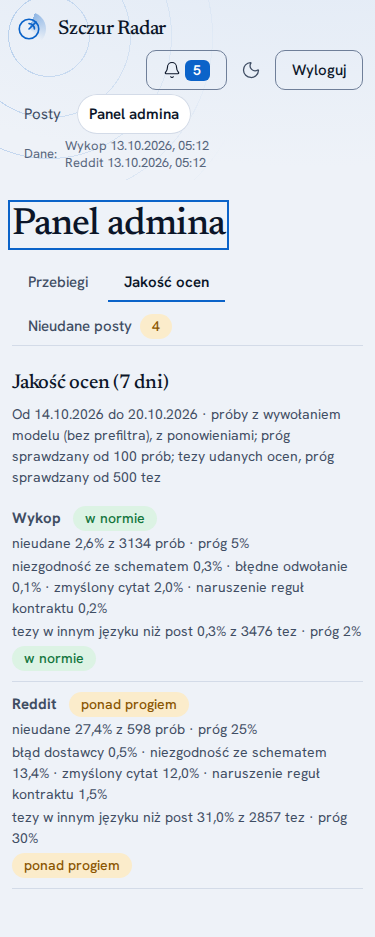 Szczur Radar
5
Wyloguj
Posty
Panel admina
Dane:
Wykop 13.10.2026, 05:12
Reddit 13.10.2026, 05:12
Panel admina
Przebiegi
Jakość ocen
Nieudane posty 4
Jakość ocen (7 dni)
Od 14.10.2026 do 20.10.2026 · próby z wywołaniem
modelu (bez prefiltra), z ponowieniami; próg
sprawdzany od 100 prób; tezy udanych ocen, próg
sprawdzany od 500 tez
Wykop w normie
nieudane 2,6% z 3134 prób · próg 5%
niezgodność ze schematem 0,3% · błędne odwołanie
0,1% · zmyślony cytat 2,0% · naruszenie reguł
kontraktu 0,2%
tezy w innym języku niż post 0,3% z 3476 tez · próg 2%
w normie
Reddit ponad progiem
nieudane 27,4% z 598 prób · próg 25%
błąd dostawcy 0,5% · niezgodność ze schematem
13,4% · zmyślony cytat 12,0% · naruszenie reguł
kontraktu 1,5%
tezy w innym języku niż post 31,0% z 2857 tez · próg
30%
ponad progiem